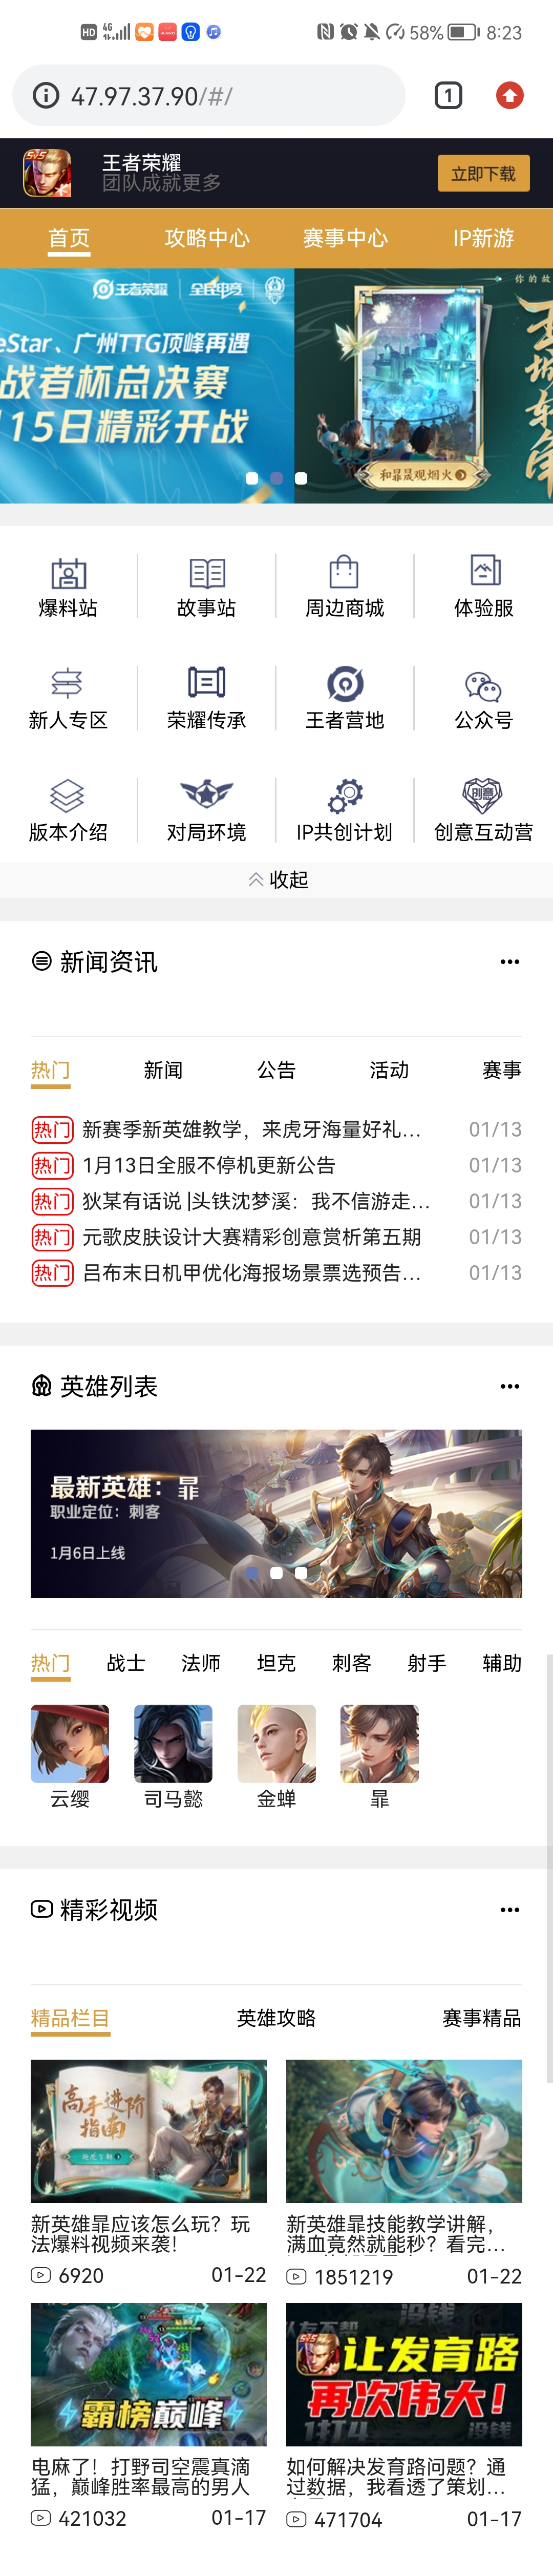 HD 4G 58% 8:23
47.97.37.90/#/ 1
5V5
王者荣耀
团队成就更多
立即下载
首页 攻略中心 赛事中心 IP新游
王者荣耀 全民电竞
eStar、广州TTG顶峰再遇
战者杯总决赛
15日精彩开战
你的故
和暃晟观烟火
爆料站 故事站 周边商城 体验服
新人专区 荣耀传承 王者营地 公众号
创意
版本介绍 对局环境 IP共创计划 创意互动营
收起
新闻资讯
热门 新闻 公告 活动 赛事
热门 新赛季新英雄教学，来虎牙海量好礼... 01/13
热门 1月13日全服不停机更新公告 01/13
热门 狄某有话说 |头铁沈梦溪：我不信游走... 01/13
热门 元歌皮肤设计大赛精彩创意赏析第五期 01/13
热门 吕布末日机甲优化海报场景票选预告... 01/13
英雄列表
最新英雄：暃
职业定位：刺客
1月6日上线
热门 战士 法师 坦克 刺客 射手 辅助
云缨 司马懿 金蝉 暃
精彩视频
精品栏目 英雄攻略 赛事精品
高手进阶
指南
新英雄暃应该怎么玩？玩
法爆料视频来袭！
6920 01-22
新英雄暃技能教学讲解，
满血竟然就能秒？看完...
1851219 01-22
霸榜巅峰
电麻了！打野司空震真滴
猛，巅峰胜率最高的男人
421032 01-17
没钱
5V5
让发育路
再次伟大！
1打4 没钱
如何解决发育路问题？通
过数据，我看透了策划...
471704 01-17